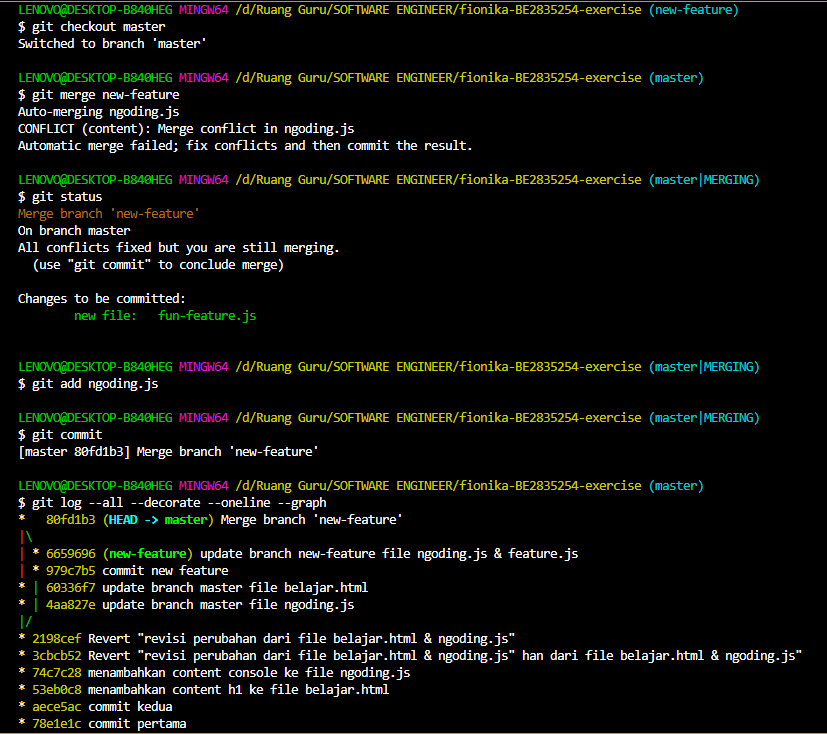 LENOVO@DESKTOP-B840HEG MINGW64 /d/Ruang Guru/SOFTWARE ENGINEER/fionika-BE2835254-exercise (new-feature)
$ git checkout master
Switched to branch 'master'
LENOVO@DESKTOP-B840HEG MINGW64 /d/Ruang Guru/SOFTWARE ENGINEER/fionika-BE2835254-exercise (master)
$ git merge new-feature
Auto-merging ngoding.js
CONFLICT (content): Merge conflict in ngoding.js
Automatic merge failed; fix conflicts and then commit the result.
LENOVO@DESKTOP-B840HEG MINGW64 /d/Ruang Guru/SOFTWARE ENGINEER/fionika-BE2835254-exercise (master|MERGING)
$ git status
Merge branch 'new-feature'
On branch master
All conflicts fixed but you are still merging.
  (use "git commit" to conclude merge)
Changes to be committed:
        new file:   fun-feature.js
LENOVO@DESKTOP-B840HEG MINGW64 /d/Ruang Guru/SOFTWARE ENGINEER/fionika-BE2835254-exercise (master|MERGING)
$ git add ngoding.js
LENOVO@DESKTOP-B840HEG MINGW64 /d/Ruang Guru/SOFTWARE ENGINEER/fionika-BE2835254-exercise (master|MERGING)
$ git commit
[master 80fd1b3] Merge branch 'new-feature'
LENOVO@DESKTOP-B840HEG MINGW64 /d/Ruang Guru/SOFTWARE ENGINEER/fionika-BE2835254-exercise (master)
$ git log --all --decorate --oneline --graph
*   80fd1b3 (HEAD -> master) Merge branch 'new-feature'
|\
| * 6659696 (new-feature) update branch new-feature file ngoding.js & feature.js
| * 979c7b5 commit new feature
* | 60336f7 update branch master file belajar.html
* | 4aa827e update branch master file ngoding.js
|/
* 2198cef Revert "revisi perubahan dari file belajar.html & ngoding.js"
* 3cbcb52 Revert "revisi perubahan dari file belajar.html & ngoding.js" han dari file belajar.html & ngoding.js"
* 74c7c28 menambahkan content console ke file ngoding.js
* 53eb0c8 menambahkan content h1 ke file belajar.html
* aece5ac commit kedua
* 78e1e1c commit pertama